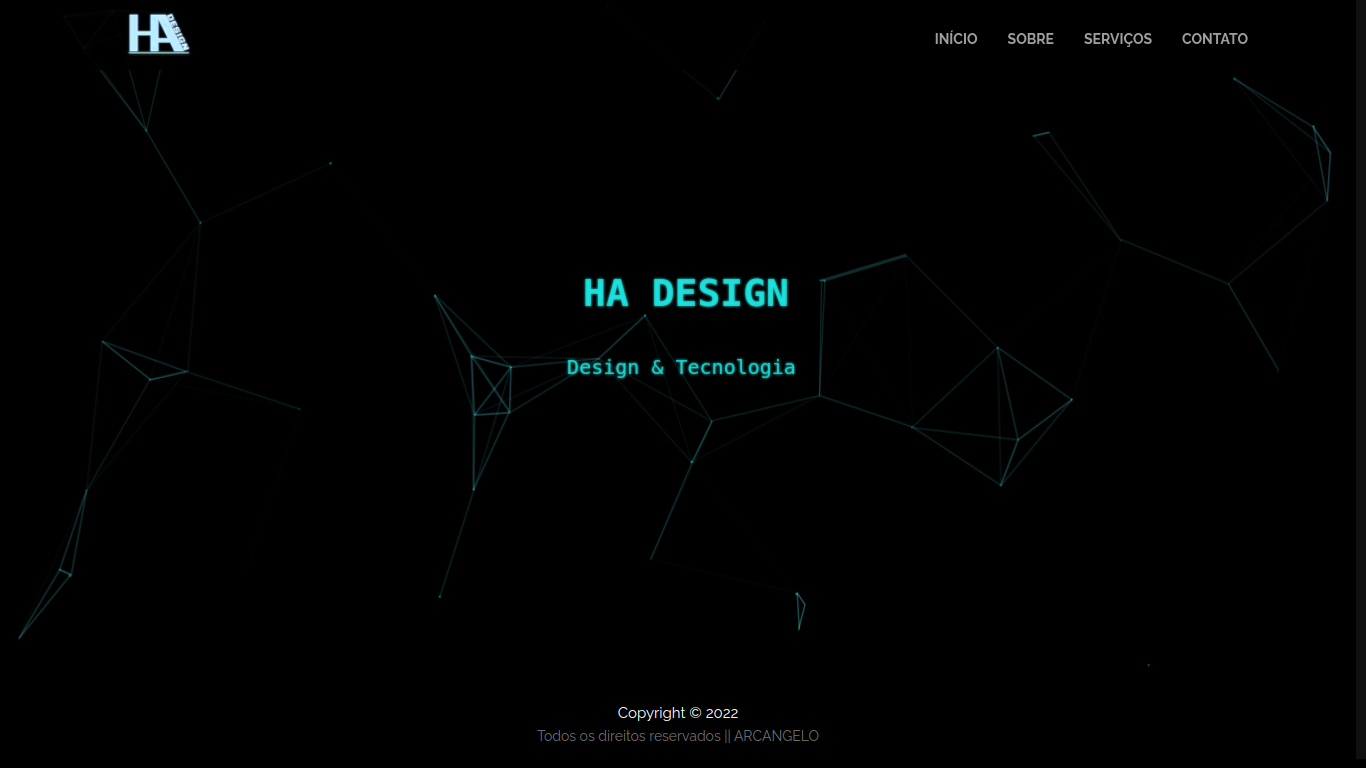 HA
DESIGN
INÍCIO SOBRE SERVIÇOS CONTATO
HA DESIGN
Design & Tecnologia
Copyright © 2022
Todos os direitos reservados || ARCANGELO